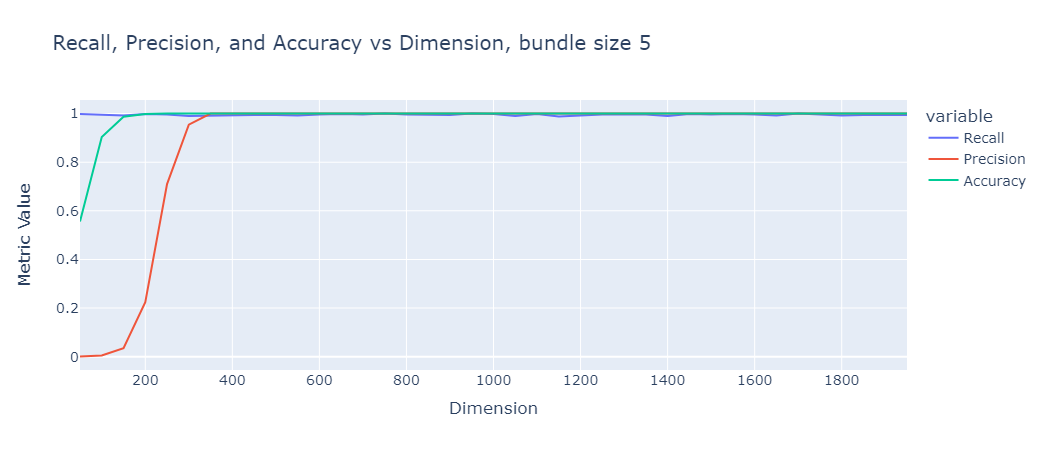 Recall, Precision, and Accuracy vs Dimension, bundle size 5
variable
Recall
Precision
Accuracy
Metric Value
1
0.8
0.6
0.4
0.2
0
200 400 600 800 1000 1200 1400 1600 1800
Dimension